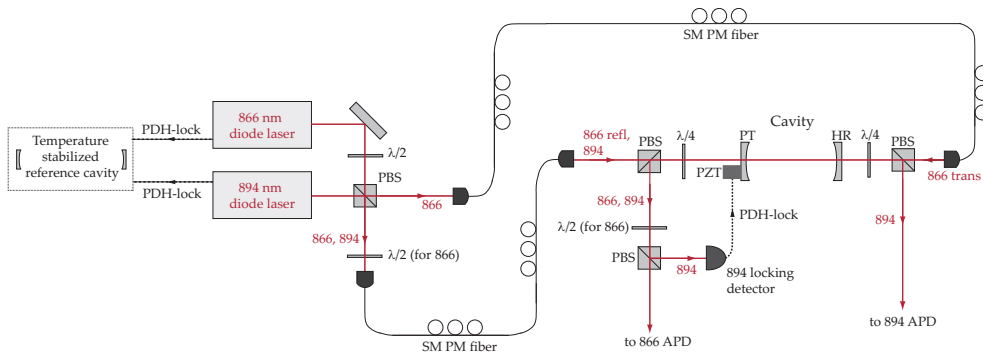 SM PM fiber
866 nm
diode laser
PDH-lock
Temperature
stabilized
reference cavity
PDH-lock
894 nm
diode laser
λ/2
PBS
866
866, 894
λ/2 (for 866)
SM PM fiber
866 refl,
894
PBS
λ/4
PT
Cavity
HR
λ/4
PBS
PZT
866 trans
866, 894
PDH-lock
λ/2 (for 866)
PBS
894
894 locking
detector
894
to 866 APD
to 894 APD